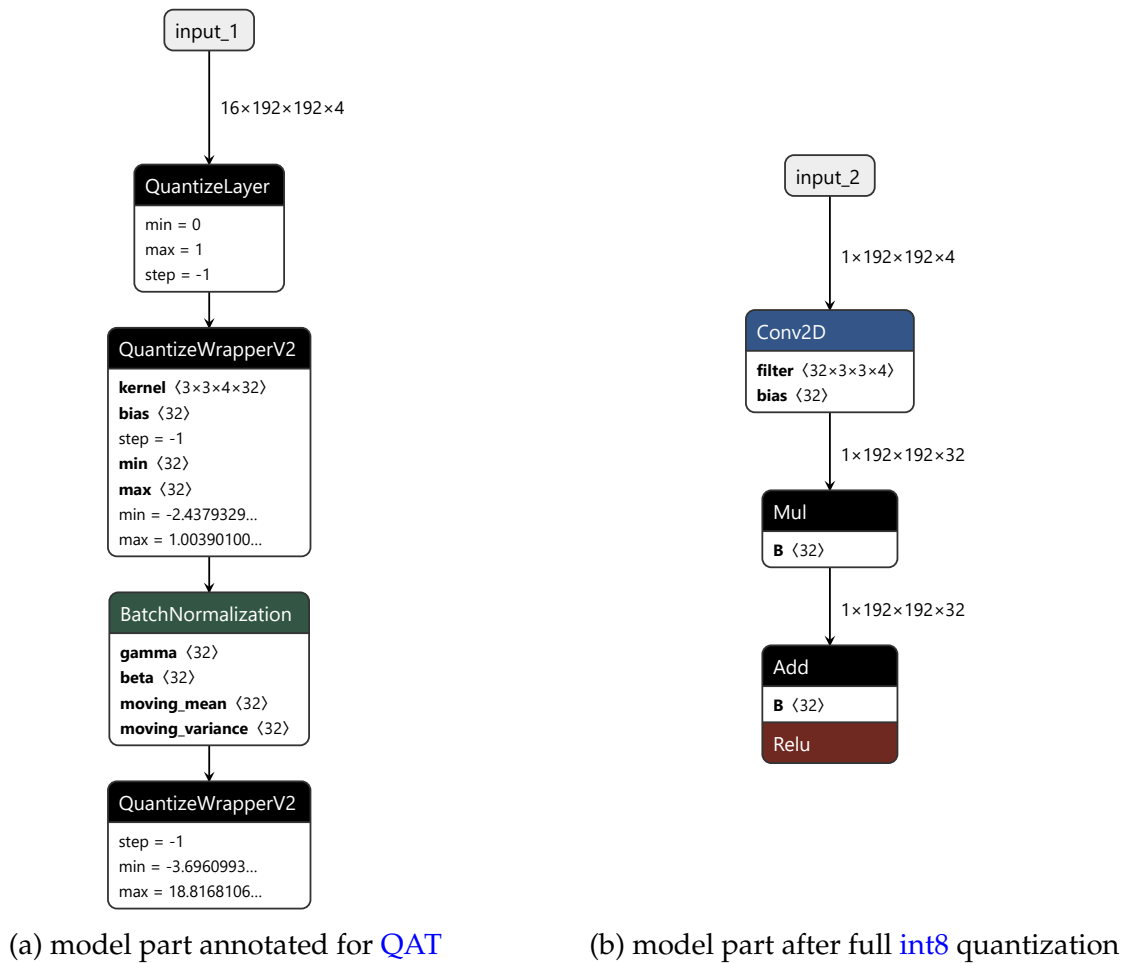 input_1
16×192×192×4
QuantizeLayer
min = 0
max = 1
step = -1
QuantizeWrapperV2
kernel 〈3×3×4×32〉
bias 〈32〉
step = -1
min 〈32〉
max 〈32〉
min = -2.4379329...
max = 1.00390100...
BatchNormalization
gamma 〈32〉
beta 〈32〉
moving_mean 〈32〉
moving_variance 〈32〉
QuantizeWrapperV2
step = -1
min = -3.6960993...
max = 18.8168106...
(a) model part annotated for QAT
input_2
1×192×192×4
Conv2D
filter 〈32×3×3×4〉
bias 〈32〉
1×192×192×32
Mul
B 〈32〉
1×192×192×32
Add
B 〈32〉
Relu
(b) model part after full int8 quantization